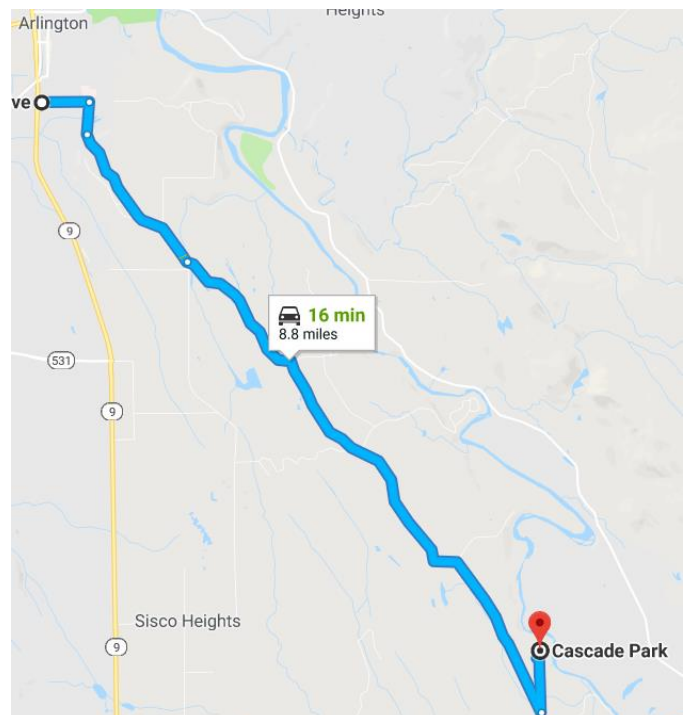 Heights
Arlington
ve
9
16 min
8.8 miles
531
9
Sisco Heights
9
Cascade Park